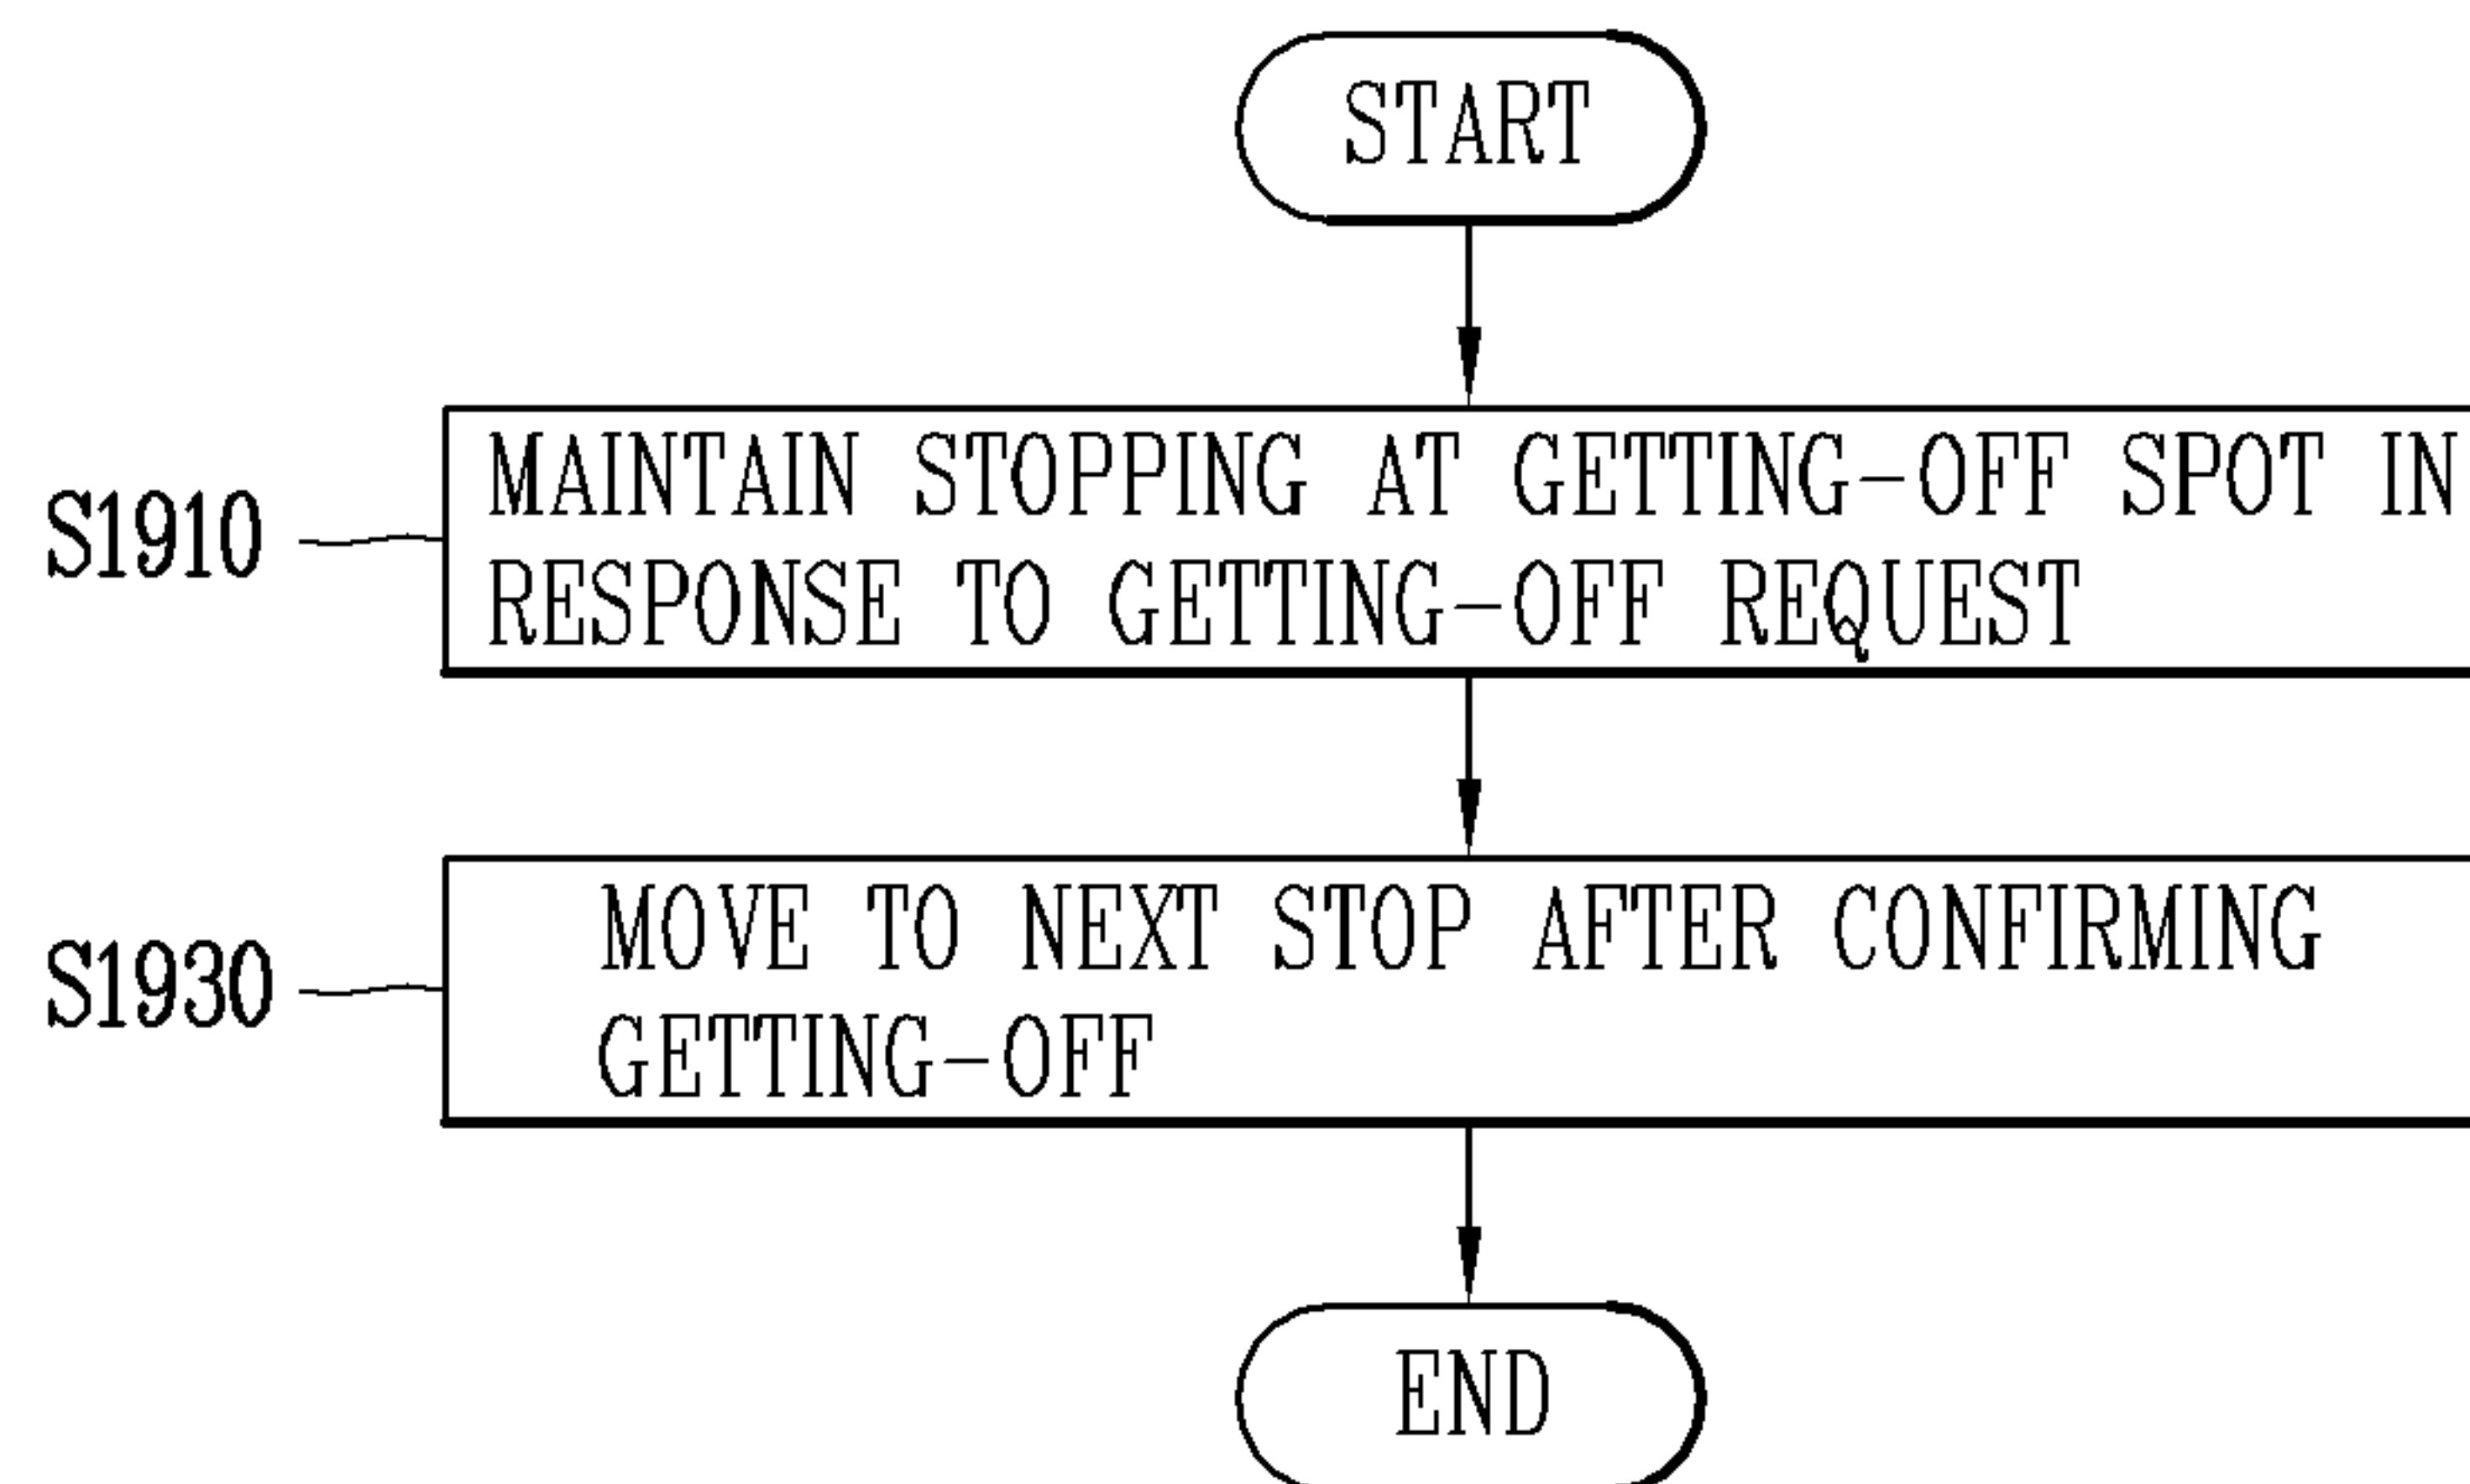 START
S1910
MAINTAIN STOPPING AT GETTING-OFF SPOT IN
RESPONSE TO GETTING-OFF REQUEST
S1930
MOVE TO NEXT STOP AFTER CONFIRMING
GETTING-OFF
END